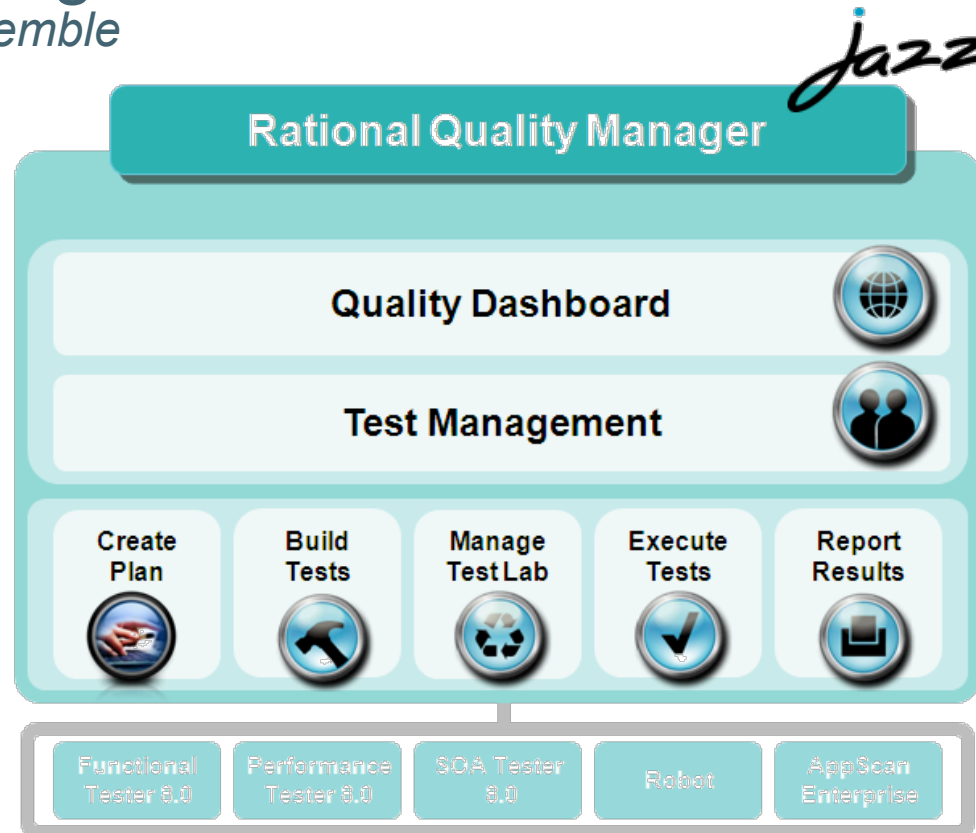 emble
jazz
Rational Quality Manager
Quality Dashboard
Test Management
Create
Plan
Build
Tests
Manage
Test Lab
Execute
Tests
Report
Results
Functional
Tester 8.0
Performance
Tester 8.0
SOA Tester
8.0
Robot
AppScan
Enterprise